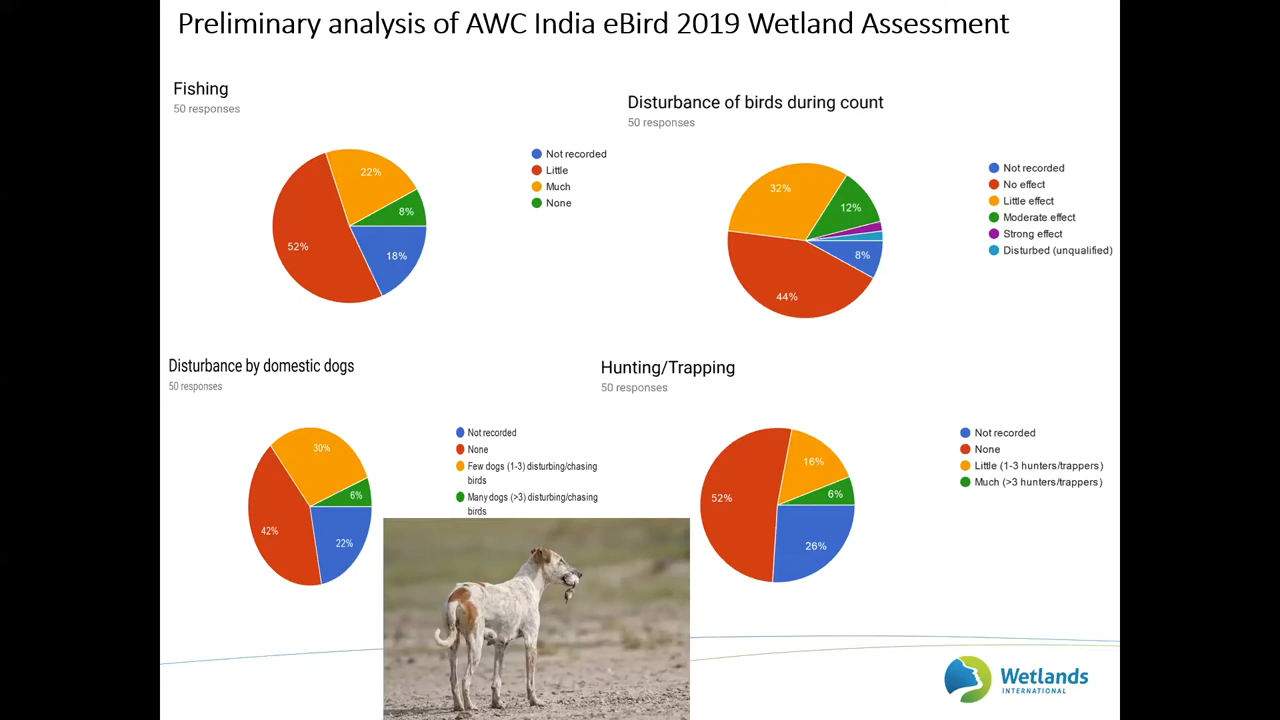 Preliminary analysis of AWC India eBird 2019 Wetland Assessment
Fishing
50 responses
22%
8%
52%
18%
Not recorded
Little
Much
None
Disturbance of birds during count
50 responses
32%
12%
8%
44%
Not recorded
No effect
Little effect
Moderate effect
Strong effect
Disturbed (unqualified)
Disturbance by domestic dogs
50 responses
30%
6%
42%
22%
Not recorded
None
Few dogs (1-3) disturbing/chasing
birds
Many dogs (>3) disturbing/chasing
birds
Hunting/Trapping
50 responses
16%
6%
52%
26%
Not recorded
None
Little (1-3 hunters/trappers)
Much (>3 hunters/trappers)
Wetlands
INTERNATIONAL